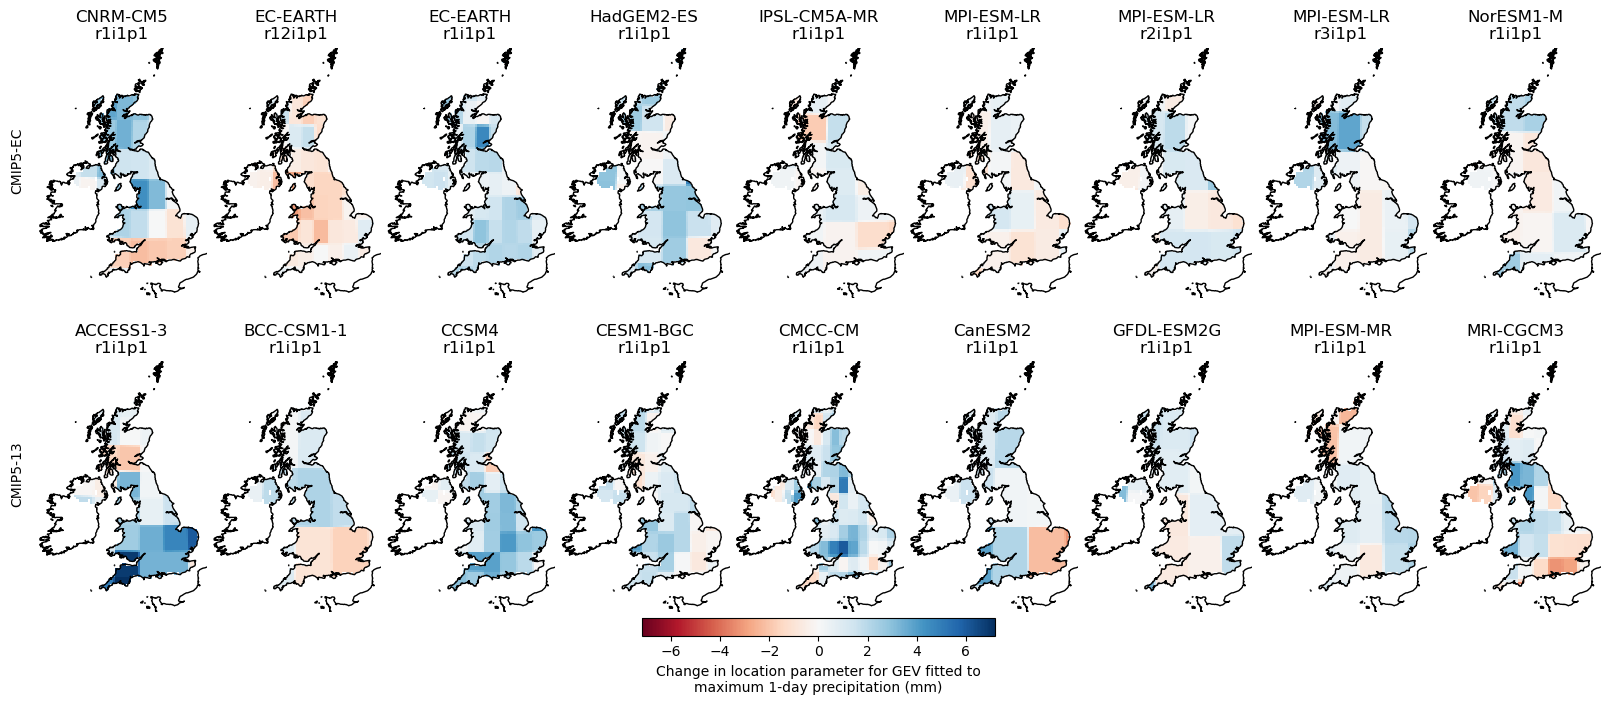 CNRM-CM5
r1i1p1
EC-EARTH
r12i1p1
EC-EARTH
r1i1p1
HadGEM2-ES
r1i1p1
IPSL-CM5A-MR
r1i1p1
MPI-ESM-LR
r1i1p1
MPI-ESM-LR
r2i1p1
MPI-ESM-LR
r3i1p1
NorESM1-M
r1i1p1
CMIP5-EC
ACCESS1-3
r1i1p1
BCC-CSM1-1
r1i1p1
CCSM4
r1i1p1
CESM1-BGC
r1i1p1
CMCC-CM
r1i1p1
CanESM2
r1i1p1
GFDL-ESM2G
r1i1p1
MPI-ESM-MR
r1i1p1
MRI-CGCM3
r1i1p1
CMIP5-13
−6 −4 −2 0 2 4 6
Change in location parameter for GEV fitted to
maximum 1-day precipitation (mm)